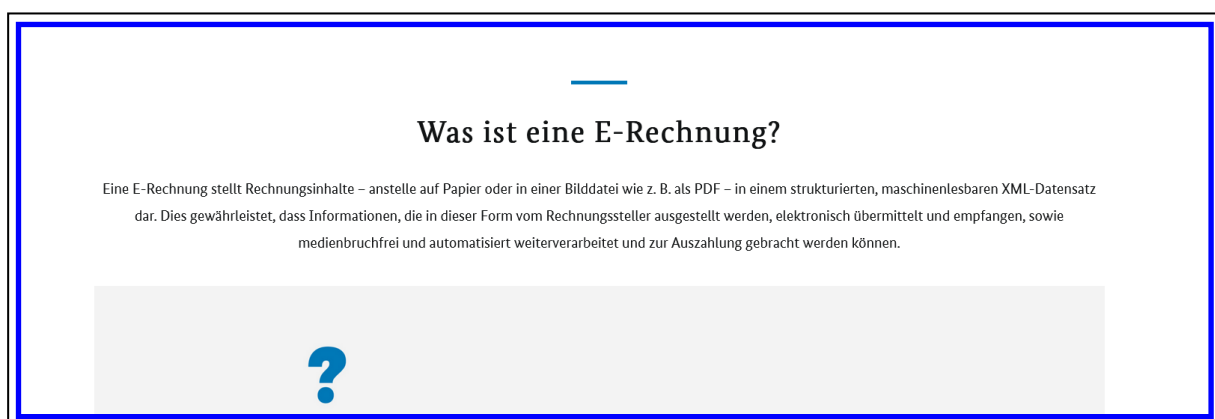 Was ist eine E-Rechnung?
Eine E-Rechnung stellt Rechnungsinhalte – anstelle auf Papier oder in einer Bilddatei wie z. B. als PDF – in einem strukturierten, maschinenlesbaren XML-Datensatz
dar. Dies gewährleistet, dass Informationen, die in dieser Form vom Rechnungssteller ausgestellt werden, elektronisch übermittelt und empfangen, sowie
medienbruchfrei und automatisiert weiterverarbeitet und zur Auszahlung gebracht werden können.
?